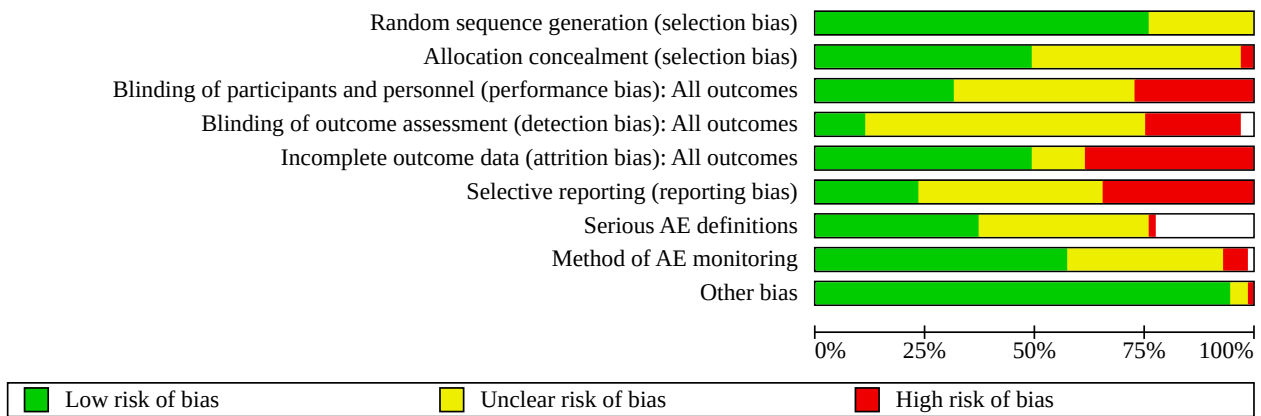 Random sequence generation (selection bias)
Allocation concealment (selection bias)
Blinding of participants and personnel (performance bias): All outcomes
Blinding of outcome assessment (detection bias): All outcomes
Incomplete outcome data (attrition bias): All outcomes
Selective reporting (reporting bias)
Serious AE definitions
Method of AE monitoring
Other bias
0% 25% 50% 75% 100%
Low risk of bias Unclear risk of bias High risk of bias